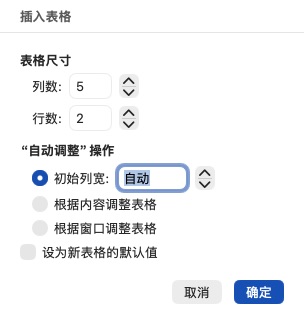 插入表格
表格尺寸
列数: 5
行数: 2
“自动调整”操作
初始列宽: 自动
根据内容调整表格
根据窗口调整表格
设为新表格的默认值
取消 确定